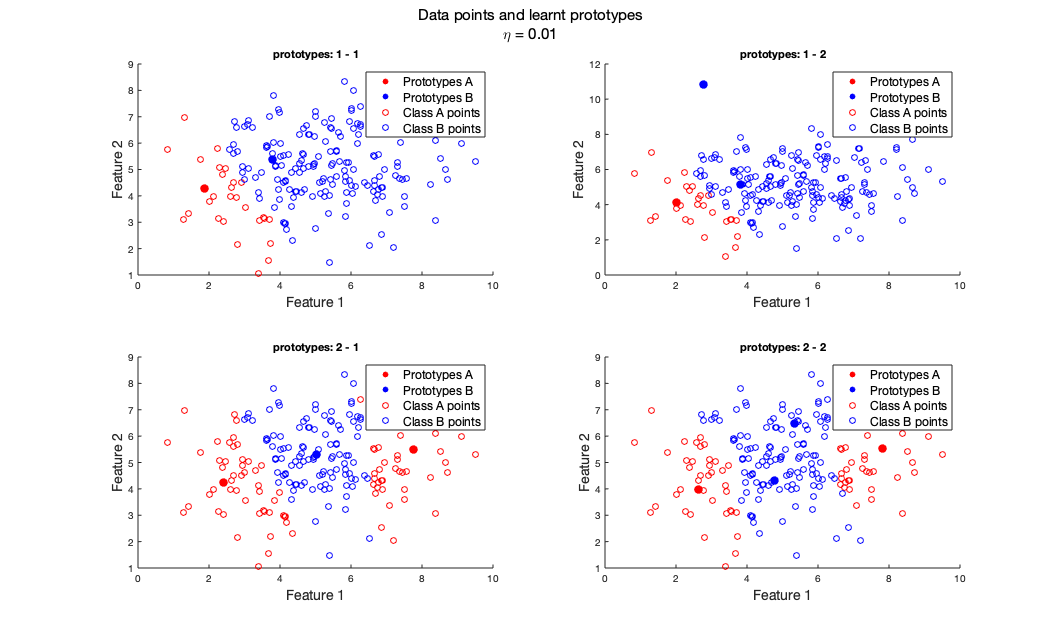 Data points and learnt prototypes
η = 0.01
prototypes: 1 - 1
9
8
7
6
5
4
3
2
1
0
2
4
6
8
10
Feature 2
Feature 1
Prototypes A
Prototypes B
Class A points
Class B points
prototypes: 1 - 2
12
10
8
6
4
2
0
0
2
4
6
8
10
Feature 2
Feature 1
Prototypes A
Prototypes B
Class A points
Class B points
prototypes: 2 - 1
9
8
7
6
5
4
3
2
1
0
2
4
6
8
10
Feature 2
Feature 1
Prototypes A
Prototypes B
Class A points
Class B points
prototypes: 2 - 2
9
8
7
6
5
4
3
2
1
0
2
4
6
8
10
Feature 2
Feature 1
Prototypes A
Prototypes B
Class A points
Class B points